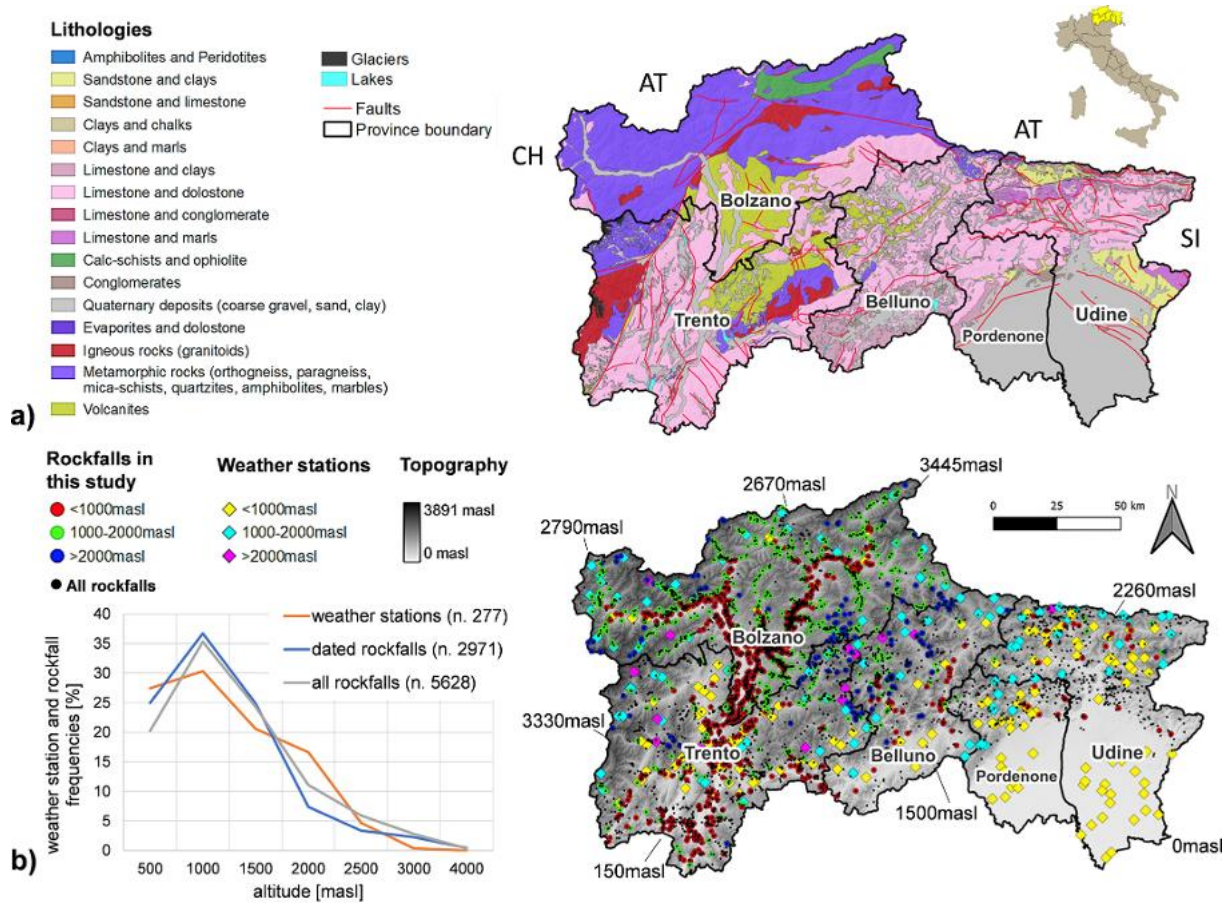 Lithologies
Amphibolites and Peridotites
Sandstone and clays
Sandstone and limestone
Clays and chalks
Clays and marls
Limestone and clays
Limestone and dolostone
Limestone and conglomerate
Limestone and marls
Calc-schists and ophiolite
Conglomerates
Quaternary deposits (coarse gravel, sand, clay)
Evaporites and dolostone
Igneous rocks (granitoids)
Metamorphic rocks (orthogneiss, paragneiss,
mica-schists, quartzites, amphibolites, marbles)
Volcanites
Glaciers
Lakes
Faults
Province boundary
a)
AT
CH
AT
SI
Bolzano
Trento
Belluno
Pordenone
Udine
Rockfalls in
this study
<1000masl
1000-2000masl
>2000masl
All rockfalls
Weather stations
<1000masl
1000-2000masl
>2000masl
Topography
3891 masl
0 masl
weather station and rockfall
frequencies [%]
40
35
30
25
20
15
10
5
0
weather stations (n. 277)
dated rockfalls (n. 2971)
all rockfalls (n. 5628)
500 1000 1500 2000 2500 3000 4000
altitude [masl]
b)
3445masl
2670masl
2790masl
0 25 50 km
N
2260masl
Bolzano
3330masl
Trento
Belluno
Pordenone
Udine
1500masl
150masl
0masl